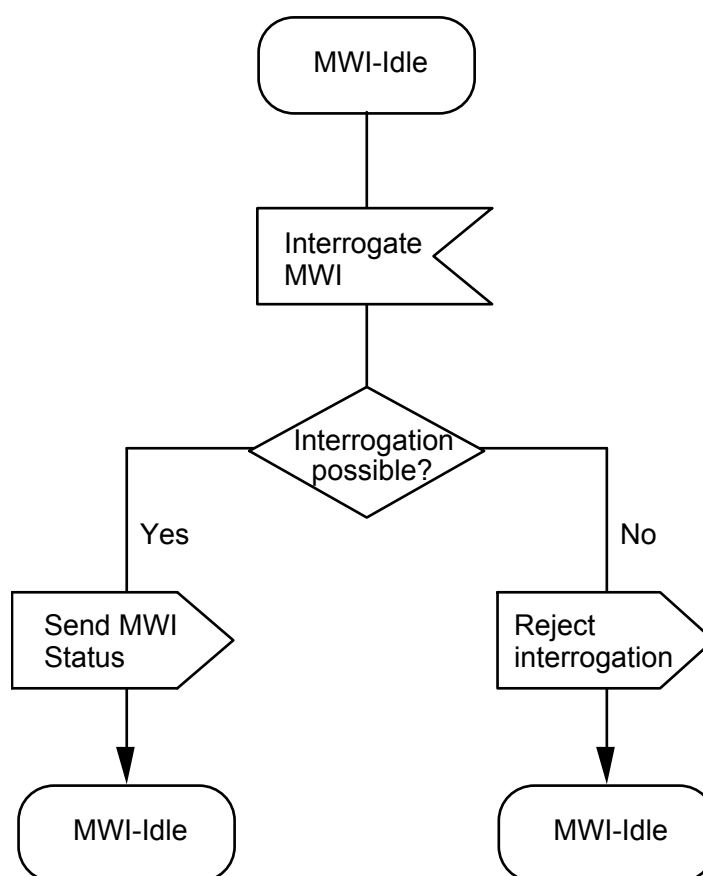 MWI-Idle
Interrogate
MWI
Interrogation
possible?
Yes
No
Send MWI
Status
Reject
interrogation
MWI-Idle
MWI-Idle